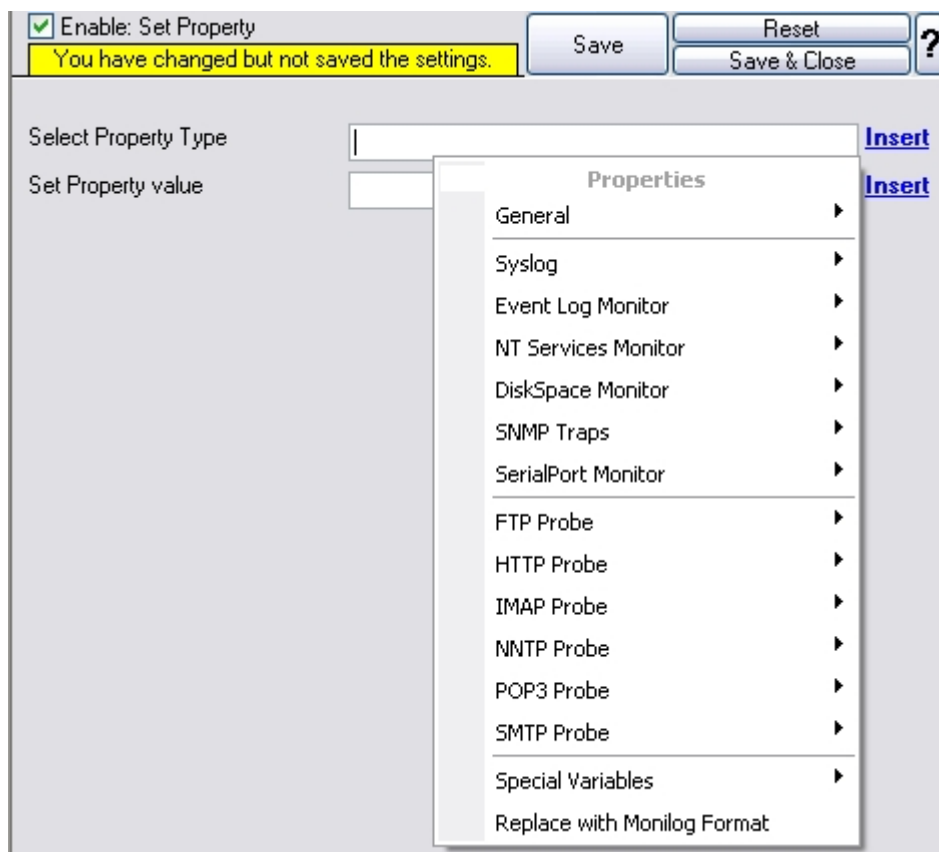 Enable: Set Property
You have changed but not saved the settings.
Save
Reset
Save & Close
?
Select Property Type
Insert
Set Property value
Insert
Properties
General
Syslog
Event Log Monitor
NT Services Monitor
DiskSpace Monitor
SNMP Traps
SerialPort Monitor
FTP Probe
HTTP Probe
IMAP Probe
NNTP Probe
POP3 Probe
SMTP Probe
Special Variables
Replace with Monilog Format